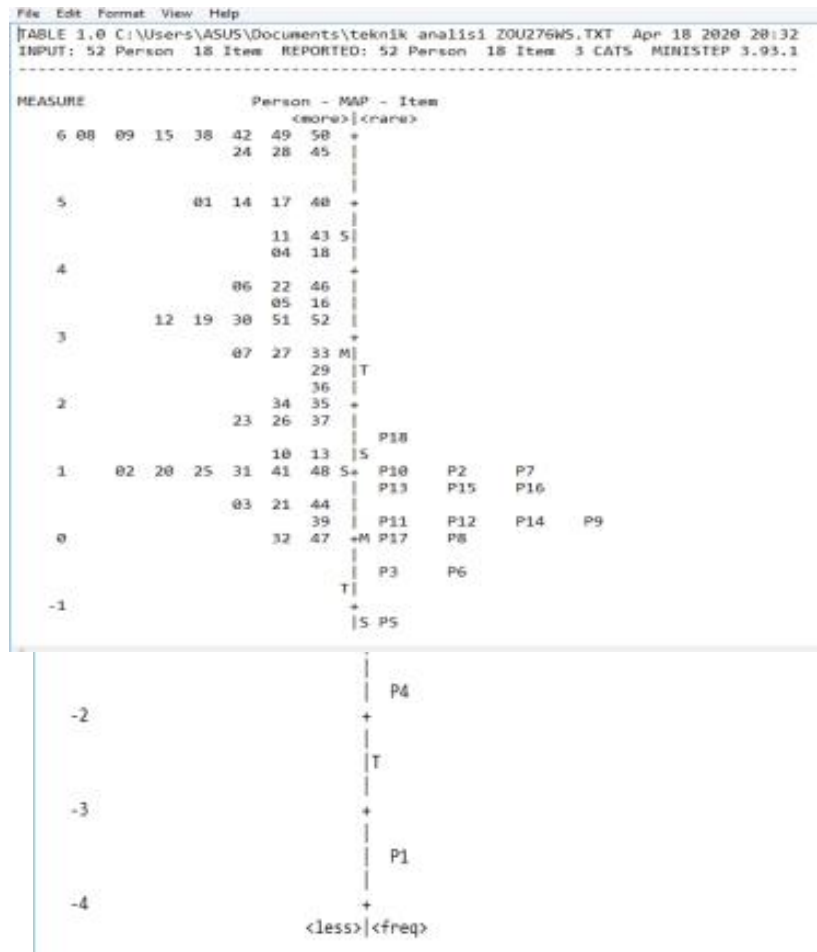 File Edit Format View Help
TABLE 1.0 C:\Users\ASUS\Documents\teknik analisi ZOU276WS.TXT Apr 18 2020 20:32
INPUT: 52 Person 18 Item REPORTED: 52 Person 18 Item 3 CATS MINISTEP 3.93.1
--------------------------------------------------------------------------------
MEASURE Person - MAP - Item
<more>|<rare>
6 08 09 15 38 42 49 50 +
24 28 45 |
|
|
5 01 14 17 40 +
|
11 43 S|
04 18 |
4 +
06 22 46 |
05 16 |
12 19 30 51 52 |
3 +
07 27 33 M|
29 |T
36 |
2 34 35 +
23 26 37 |
| P18
10 13 |S
1 02 20 25 31 41 48 S+ P10 P2 P7
| P13 P15 P16
03 21 44 |
39 | P11 P12 P14 P9
0 32 47 +M P17 P8
|
| P3 P6
T|
-1 +
|S P5
|
|
| P4
-2 +
|
|T
|
-3 +
|
| P1
|
-4 +
<less>|<freq>